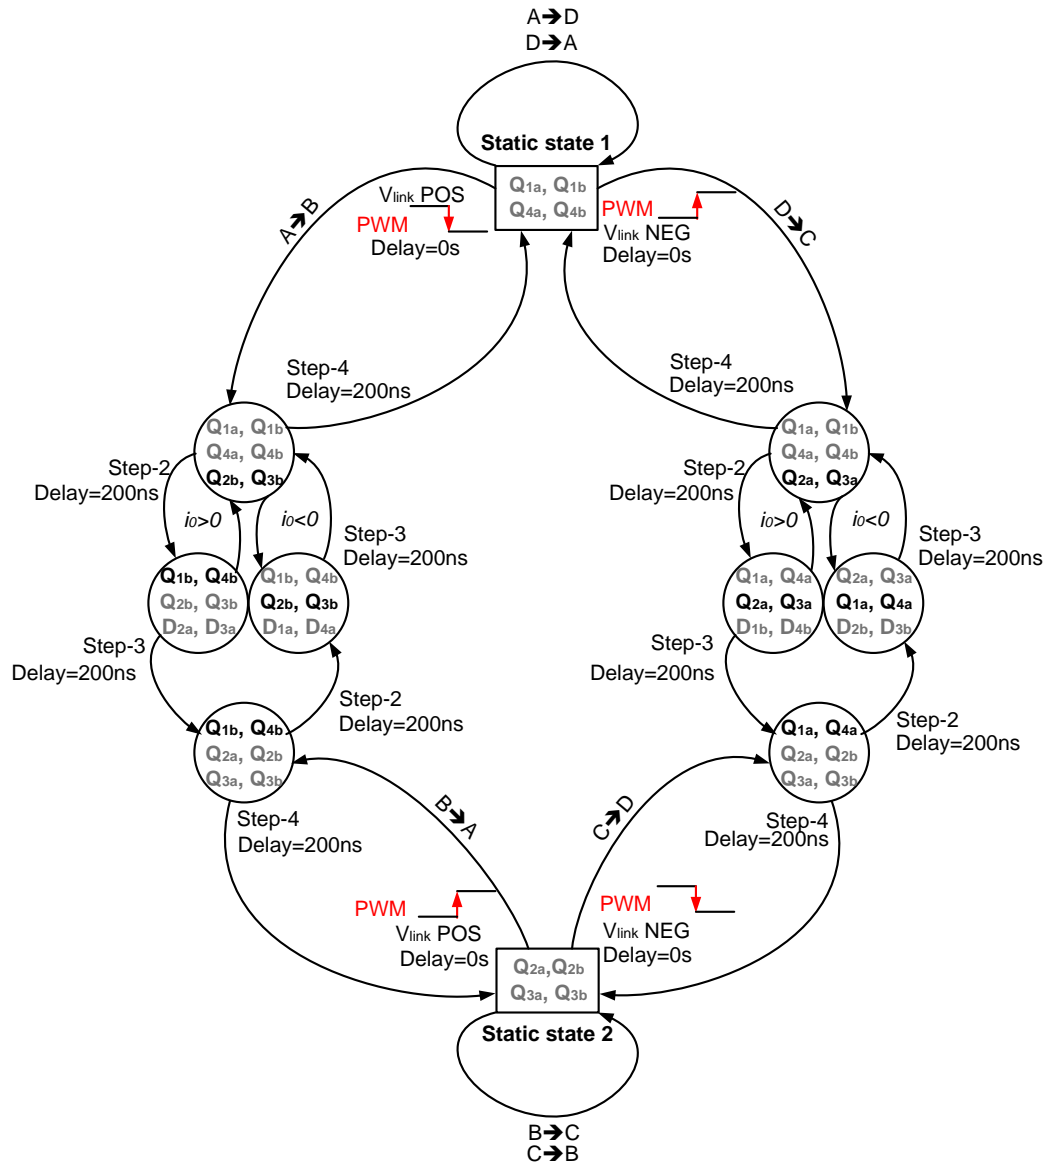 A➔D
D➔A
Static state 1
Q1a, Q1b
Q4a, Q4b
A➔B
Vlink POS
PWM
Delay=0s
PWM
Vlink NEG
Delay=0s
D➔C
Step-4
Delay=200ns
Step-4
Delay=200ns
Q1a, Q1b
Q4a, Q4b
Q2b, Q3b
Step-2
Delay=200ns
i0>0
i0<0
Step-3
Delay=200ns
Q1b, Q4b
Q2b, Q3b
D2a, D3a
Q1b, Q4b
Q2b, Q3b
D1a, D4a
Step-3
Delay=200ns
Step-2
Delay=200ns
Q1b, Q4b
Q2a, Q2b
Q3a, Q3b
Step-4
Delay=200ns
B➔A
Q1a, Q1b
Q4a, Q4b
Q2a, Q3a
Step-2
Delay=200ns
i0>0
i0<0
Step-3
Delay=200ns
Q1a, Q4a
Q2a, Q3a
D1b, D4b
Q2a, Q3a
Q1a, Q4a
D2b, D3b
Step-3
Delay=200ns
Step-2
Delay=200ns
Q1a, Q4a
Q2a, Q2b
Q3a, Q3b
Step-4
Delay=200ns
C➔D
PWM
Vlink POS
Delay=0s
PWM
Vlink NEG
Delay=0s
Q2a,Q2b
Q3a, Q3b
Static state 2
B➔C
C➔B